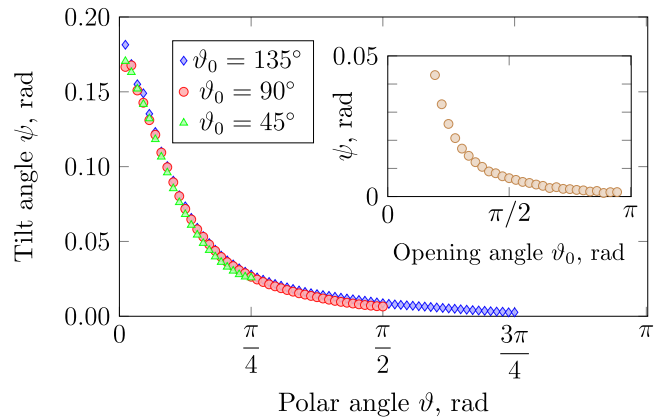 Tilt angle ψ, rad
0.20
0.15
0.10
0.05
0.00
0
π/4
π/2
3π/4
π
Polar angle ϑ, rad
ϑ₀ = 135°
ϑ₀ = 90°
ϑ₀ = 45°
ψ, rad
0.05
0
0
π/2
π
Opening angle ϑ₀, rad